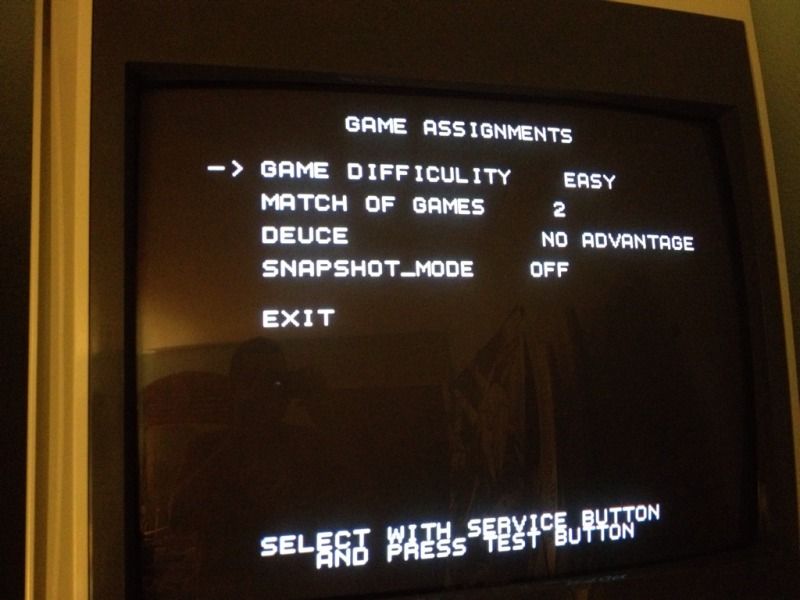 GAME ASSIGNMENTS
-> GAME DIFFICULITY EASY
MATCH OF GAMES 2
DEUCE NO ADVANTAGE
SNAPSHOT_MODE OFF
EXIT
SELECT WITH SERVICE BUTTON
AND PRESS TEST BUTTON